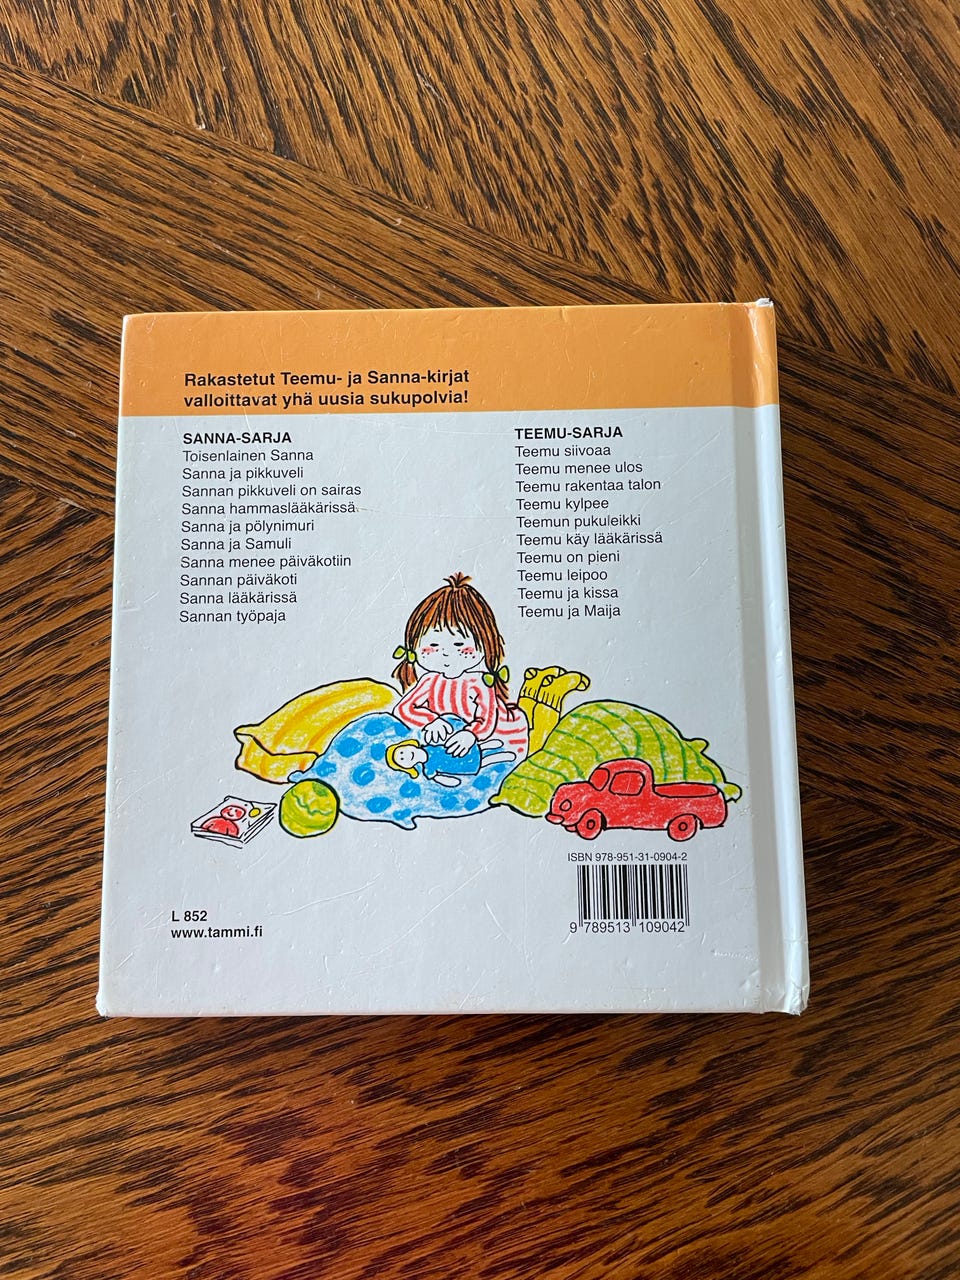 Rakastetut Teemu- ja Sanna-kirjat
valloittavat yhä uusia sukupolvia!
SANNA-SARJA
Toisenlainen Sanna
Sanna ja pikkuveli
Sannan pikkuveli on sairas
Sanna hammaslääkärissä
Sanna ja pölynimuri
Sanna ja Samuli
Sanna menee päiväkotiin
Sannan päiväkoti
Sanna lääkärissä
Sannan työpaja
TEEMU-SARJA
Teemu siivoaa
Teemu menee ulos
Teemu rakentaa talon
Teemu kylpee
Teemun pukuleikki
Teemu käy lääkärissä
Teemu on pieni
Teemu leipoo
Teemu ja kissa
Teemu ja Maija
L 852
www.tammi.fi
ISBN 978-951-31-0904-2
9 789513 109042